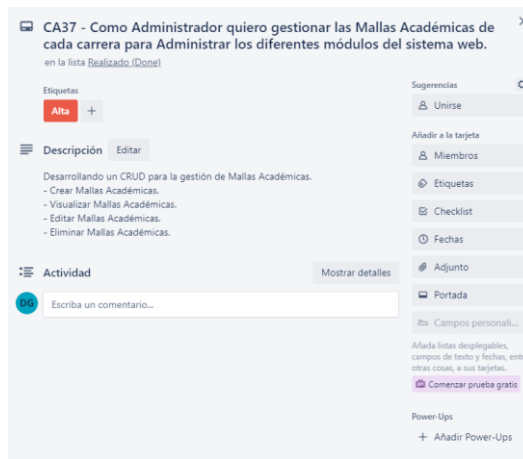 CA37 - Como Administrador quiero gestionar las Mallas
Académicas de cada carrera para Administrar los diferentes módulos del sistema web.
en la lista Realizado (Done)
Etiquetas
Alta +
Descripción Editar
Desarrollando un CRUD para la gestión de Mallas Académicas.
- Crear Mallas Académicas.
- Visualizar Mallas Académicas.
- Editar Mallas Académicas.
- Eliminar Mallas Académicas.
Actividad Mostrar detalles
DG Escriba un comentario...
Sugerencias
Unirse
Añadir a la tarjeta
Miembros
Etiquetas
Checklist
Fechas
Adjunto
Portada
Campos personali...
Añada listas desplegables,
campos de texto y fechas, ent
otras cosas, a sus tarjetas.
Comenzar prueba gratis
Power-Ups
+ Añadir Power-Ups